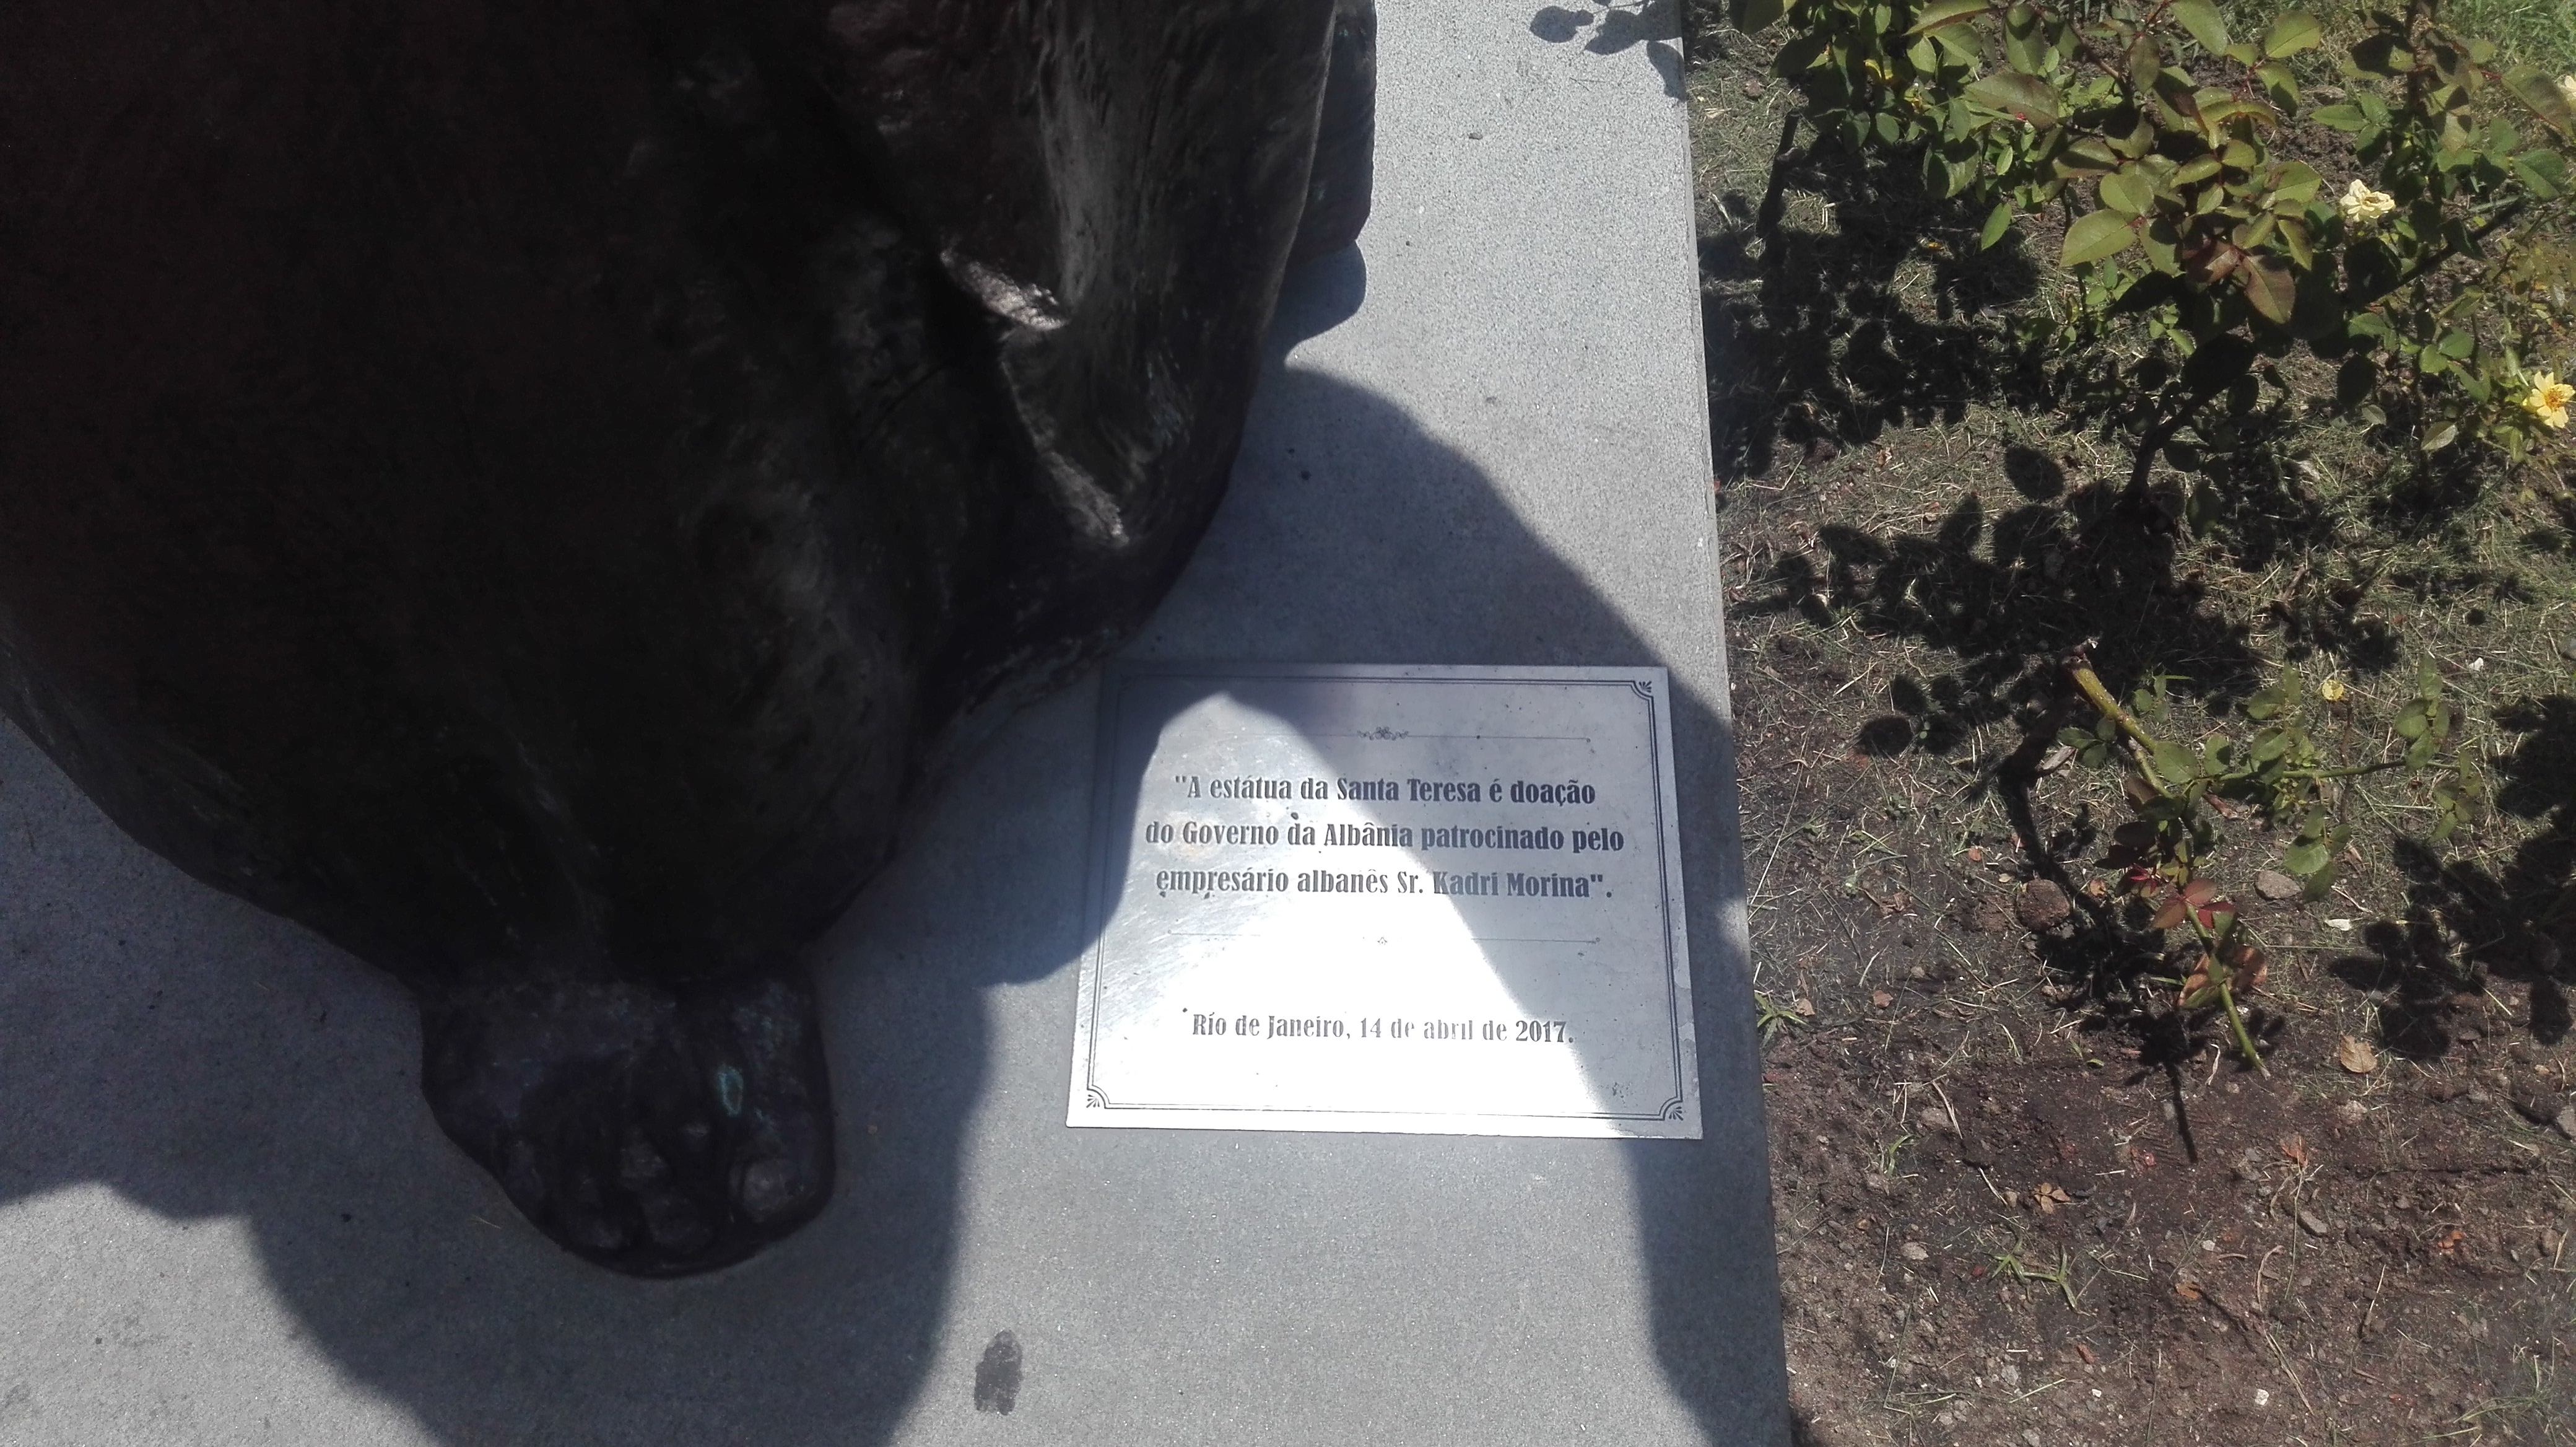 "A estátua da Santa Teresa é doação
do Governo da Albânia patrocinado pelo
empresário albanês Sr. Kadri Morina".
Río de Janeiro, 14 de abril de 2017.